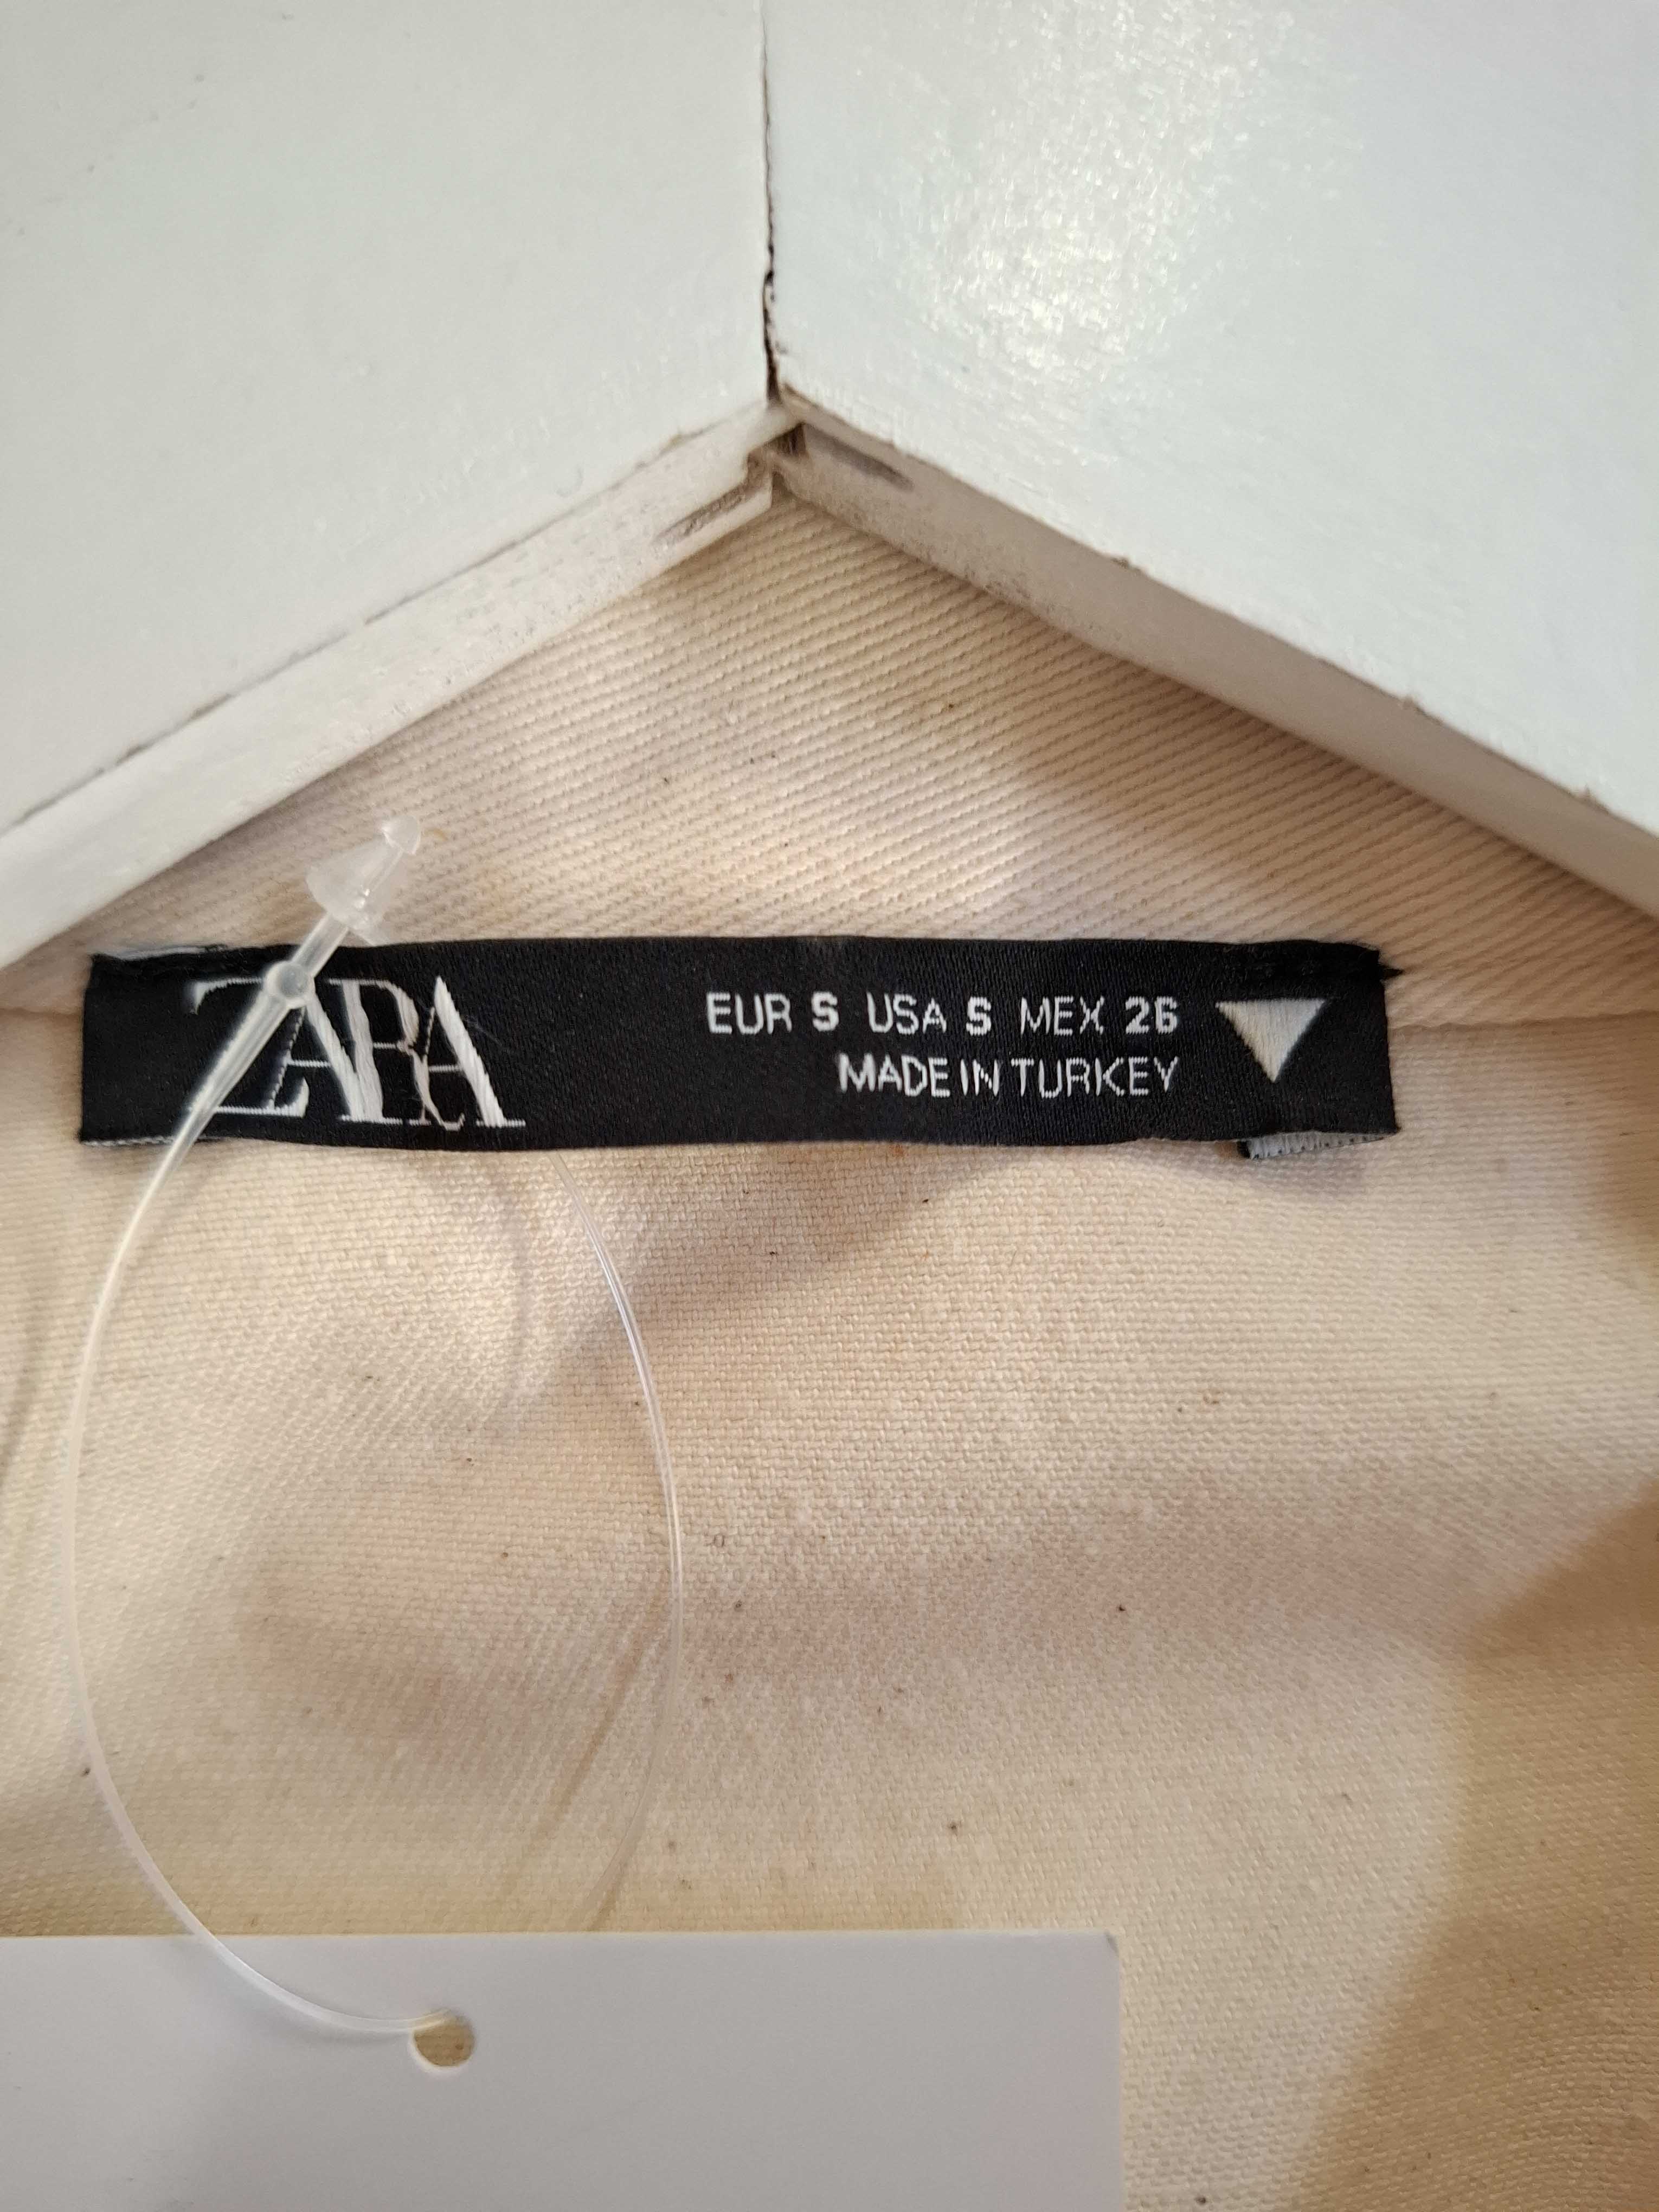 ZARA
EUR S USA S MEX 26
MADE IN TURKEY